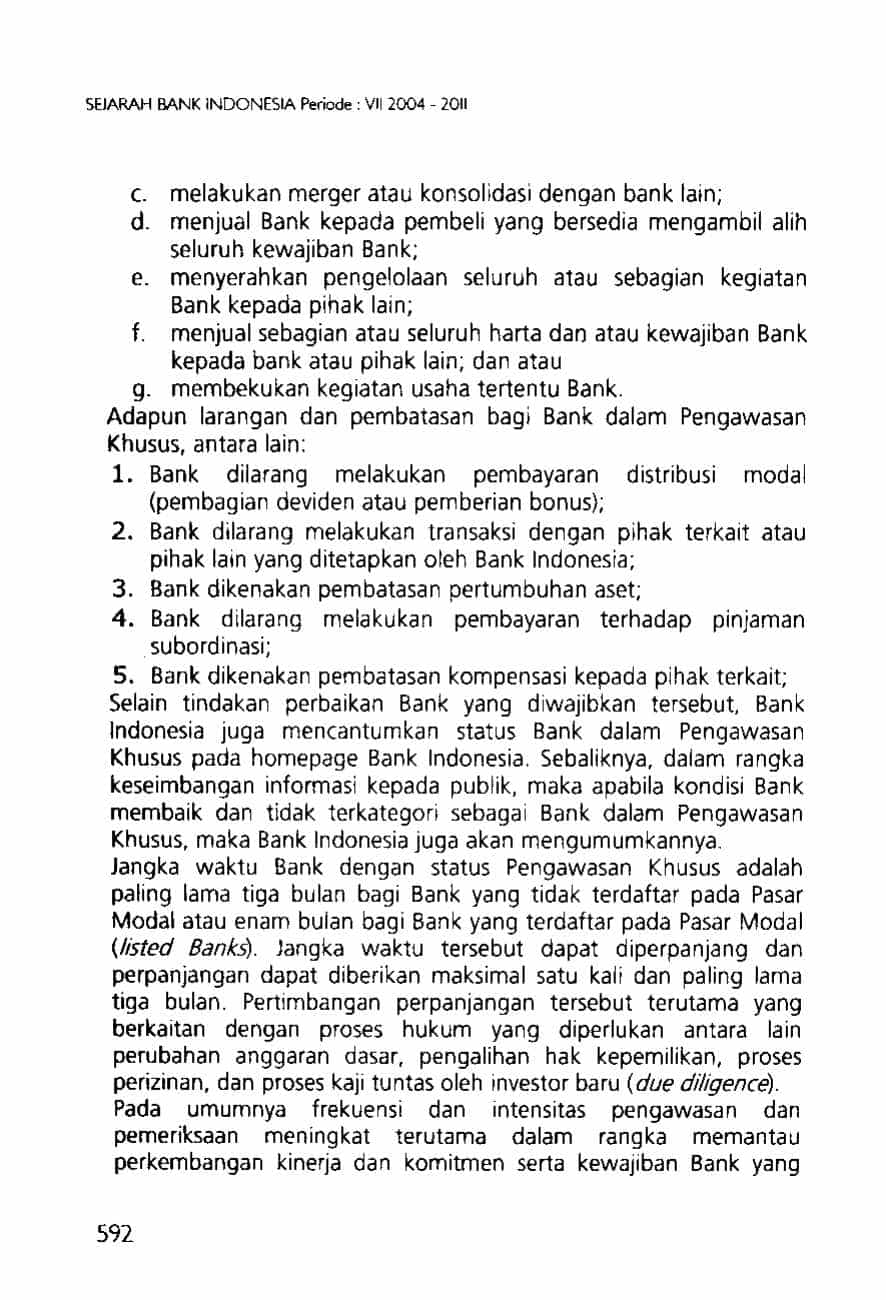 SEJARAH BANK INDONESIA Periode : VII 2004 - 2011
c. melakukan merger atau konsolidasi dengan bank lain;
d. menjual Bank kepada pembeli yang bersedia mengambil alih
seluruh kewajiban Bank;
e. menyerahkan pengelolaan seluruh atau sebagian kegiatan
Bank kepada pihak lain;
f. menjual sebagian atau seluruh harta dan atau kewajiban Bank
kepada bank atau pihak lain; dan atau
g. membekukan kegiatan usaha tertentu Bank.
Adapun larangan dan pembatasan bagi Bank dalam Pengawasan
Khusus, antara lain:
1. Bank dilarang melakukan pembayaran distribusi modal
(pembagian deviden atau pemberian bonus);
2. Bank dilarang melakukan transaksi dengan pihak terkait atau
pihak lain yang ditetapkan oleh Bank Indonesia;
3. Bank dikenakan pembatasan pertumbuhan aset;
4. Bank dilarang melakukan pembayaran terhadap pinjaman
subordinasi;
5. Bank dikenakan pembatasan kompensasi kepada pihak terkait;
Selain tindakan perbaikan Bank yang diwajibkan tersebut, Bank
Indonesia juga mencantumkan status Bank dalam Pengawasan
Khusus pada homepage Bank Indonesia. Sebaliknya, dalam rangka
keseimbangan informasi kepada publik, maka apabila kondisi Bank
membaik dan tidak terkategori sebagai Bank dalam Pengawasan
Khusus, maka Bank Indonesia juga akan mengumumkannya.
Jangka waktu Bank dengan status Pengawasan Khusus adalah
paling lama tiga bulan bagi Bank yang tidak terdaftar pada Pasar
Modal atau enam bulan bagi Bank yang terdaftar pada Pasar Modal
(listed Banks). Jangka waktu tersebut dapat diperpanjang dan
perpanjangan dapat diberikan maksimal satu kali dan paling lama
tiga bulan. Pertimbangan perpanjangan tersebut terutama yang
berkaitan dengan proses hukum yang diperlukan antara lain
perubahan anggaran dasar, pengalihan hak kepemilikan, proses
perizinan, dan proses kaji tuntas oleh investor baru (due diligence).
Pada umumnya frekuensi dan intensitas pengawasan dan
pemeriksaan meningkat terutama dalam rangka memantau
perkembangan kinerja dan komitmen serta kewajiban Bank yang
592